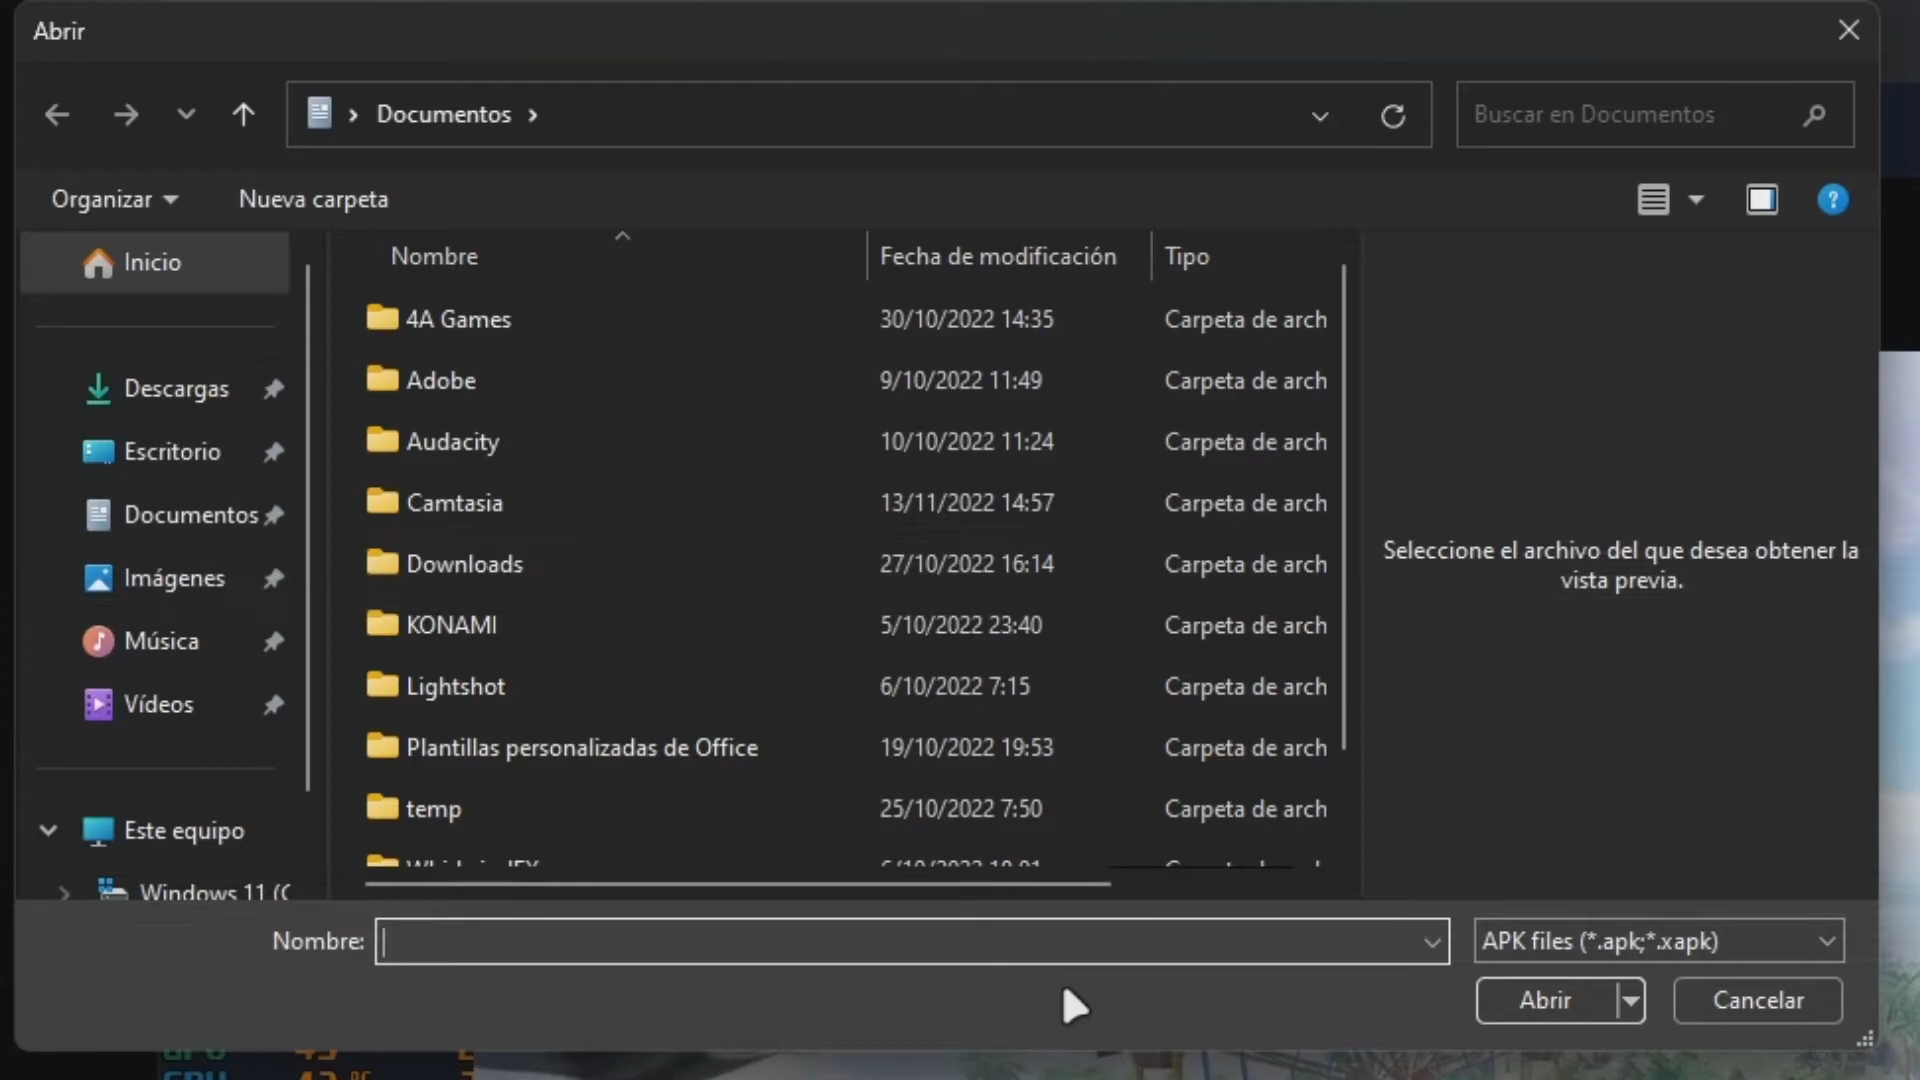 Abrir
Documentos
Buscar en Documentos
Organizar
Nueva carpeta
?
Nombre
Fecha de modificación
Tipo
Inicio
Descargas
Escritorio
Documentos
Imágenes
Música
Vídeos
Este equipo
Windows 11 (C
4A Games 30/10/2022 14:35 Carpeta de arch
Adobe 9/10/2022 11:49 Carpeta de arch
Audacity 10/10/2022 11:24 Carpeta de arch
Camtasia 13/11/2022 14:57 Carpeta de arch
Downloads 27/10/2022 16:14 Carpeta de arch
KONAMI 5/10/2022 23:40 Carpeta de arch
Lightshot 6/10/2022 7:15 Carpeta de arch
Plantillas personalizadas de Office 19/10/2022 19:53 Carpeta de arch
temp 25/10/2022 7:50 Carpeta de arch
Seleccione el archivo del que desea obtener la
vista previa.
Nombre:
APK files (*.apk;*.xapk)
Abrir
Cancelar